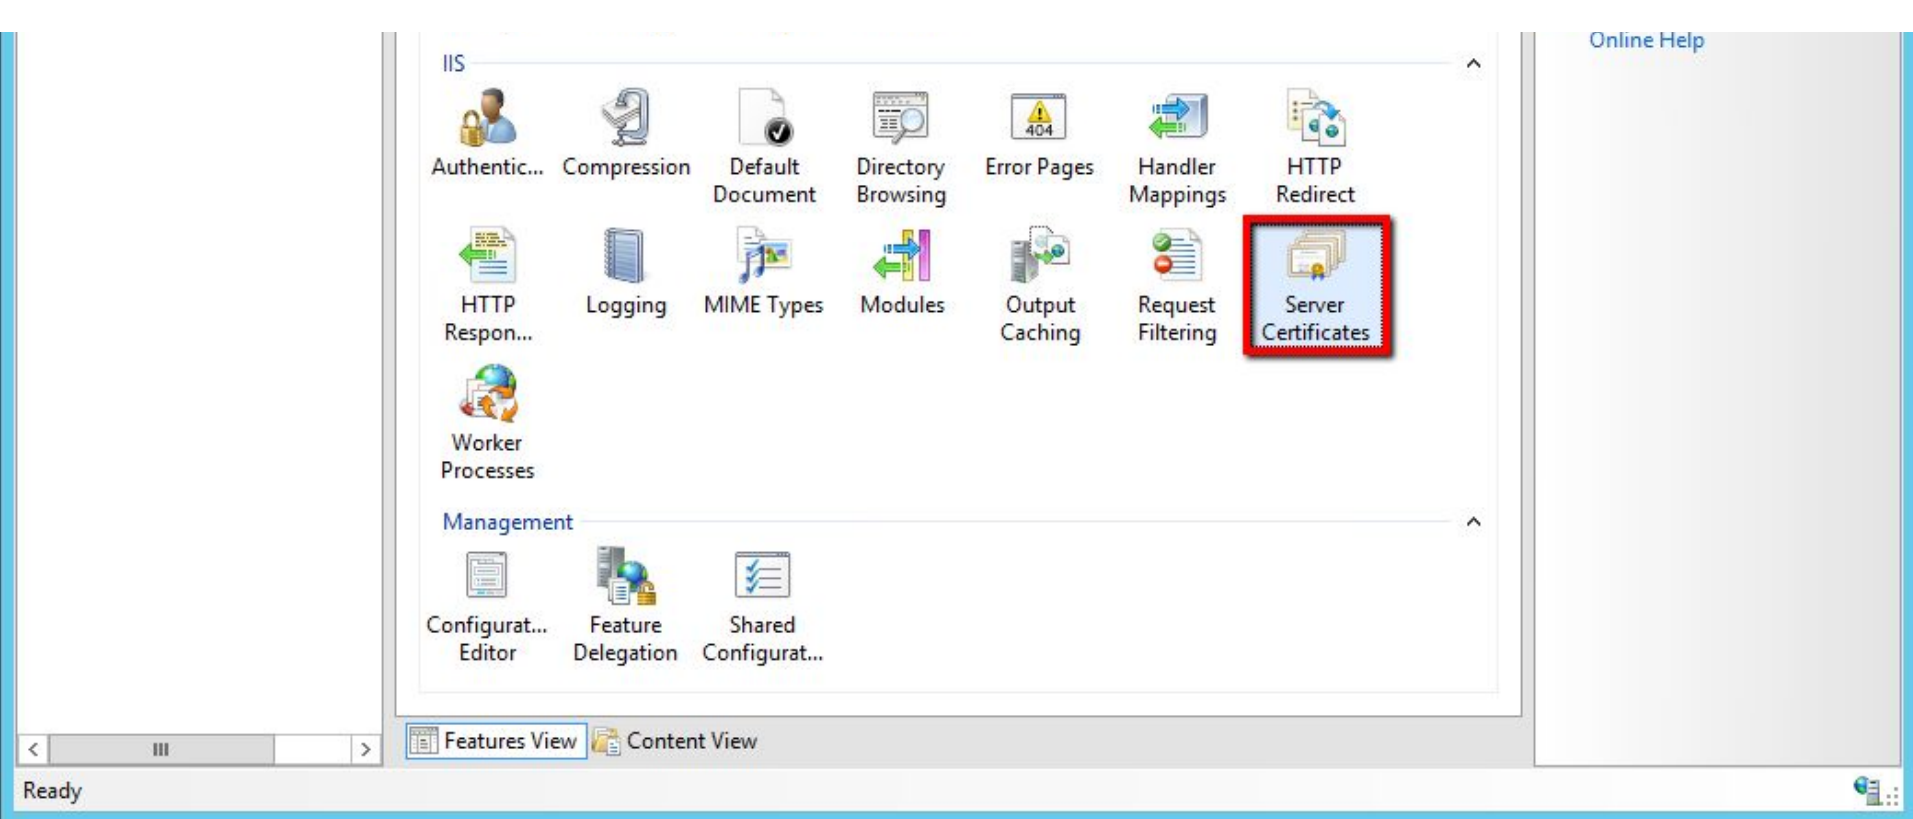 Online Help
IIS
404
Authentic... Compression Default Document Directory Browsing Error Pages Handler Mappings HTTP Redirect
HTTP Respon... Logging MIME Types Modules Output Caching Request Filtering Server Certificates
Worker Processes
Management
Configurat... Editor Feature Delegation Shared Configurat...
Features View Content View
Ready